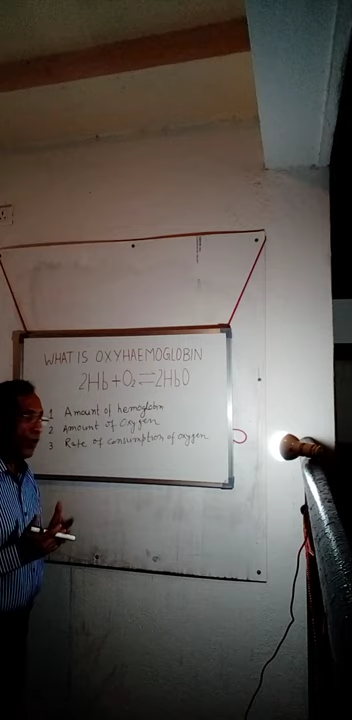 WHAT IS OXYHAEMOGLOBIN
2Hb + O2 ⇌ 2HbO
1 Amount of hemoglobin
2 Amount of Oxygen
3 Rate of consumption of oxygen